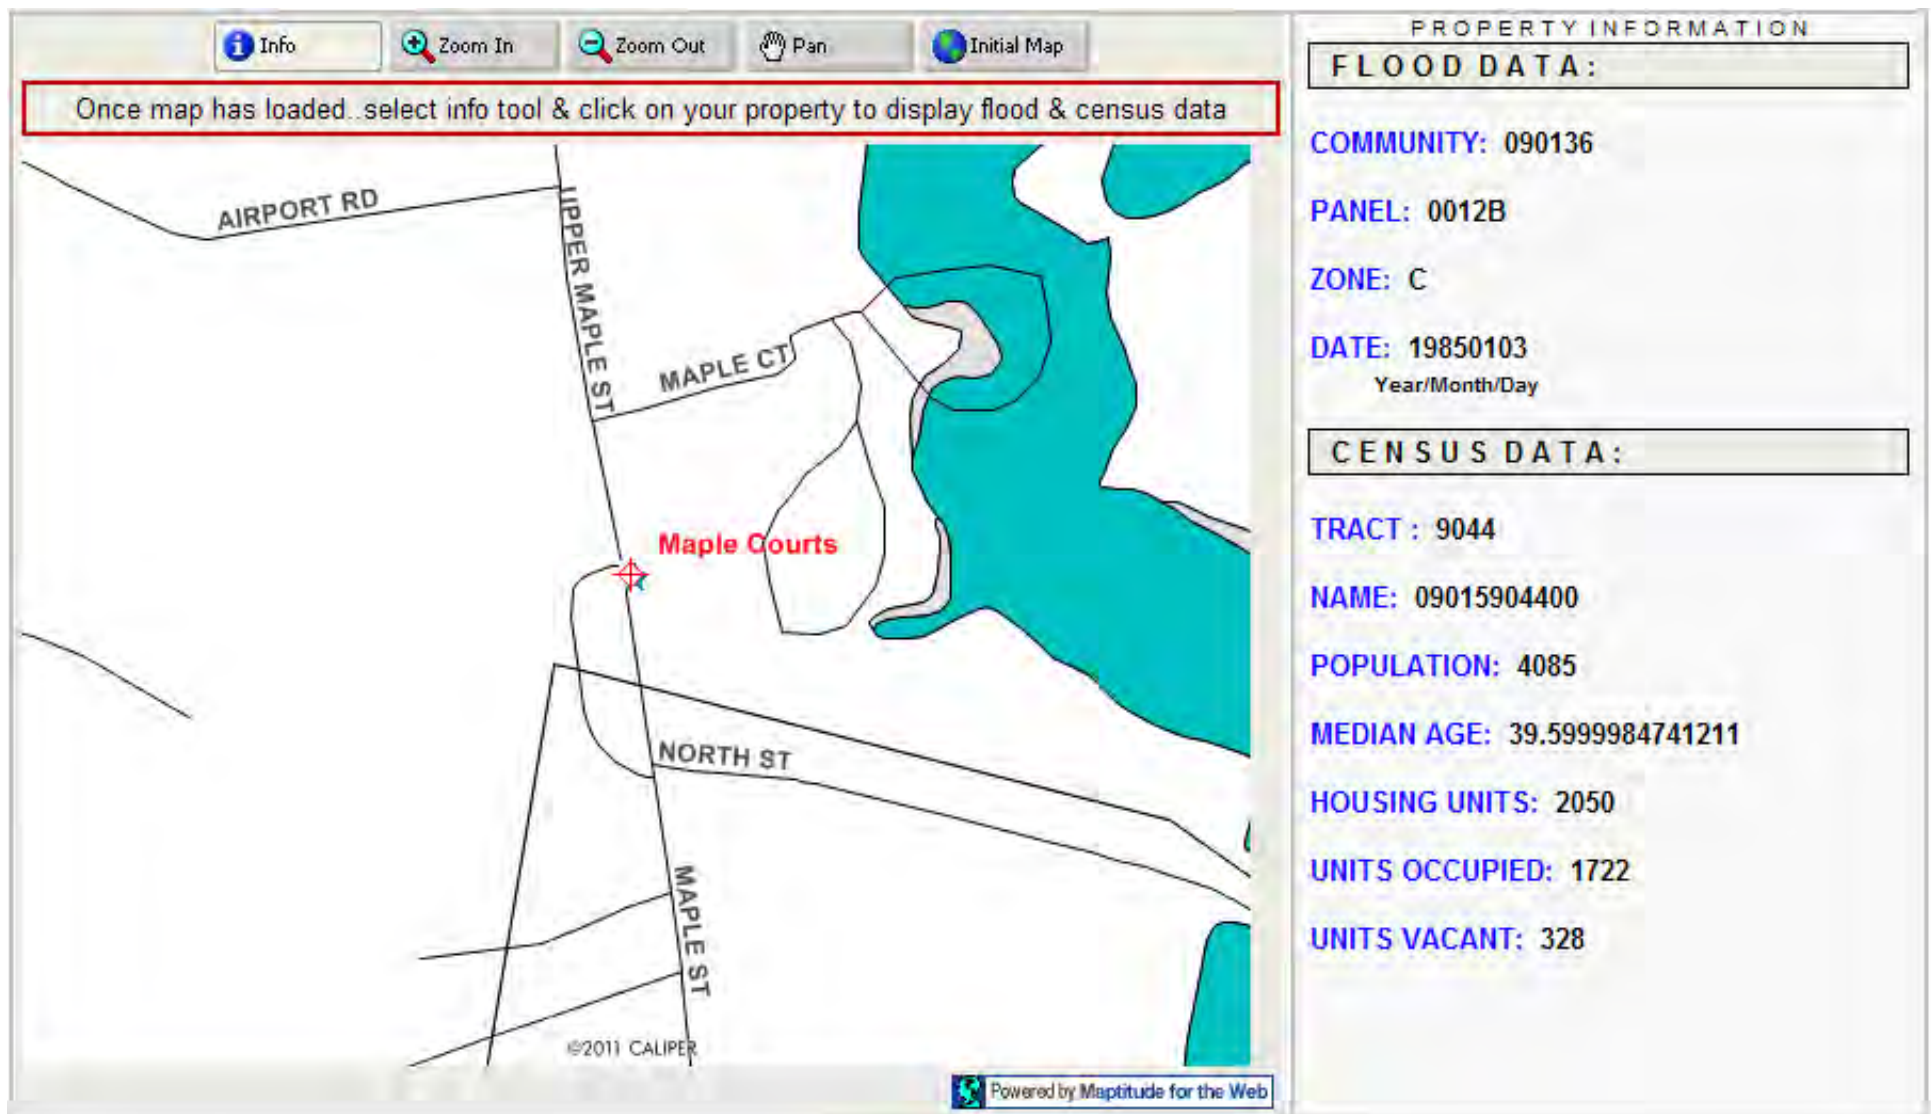 Info
Zoom In
Zoom Out
Pan
Initial Map
Once map has loaded..select info tool & click on your property to display flood & census data
AIRPORT RD
UPPER MAPLE ST
MAPLE CT
Maple Courts
NORTH ST
MAPLE ST
©2011 CALIPER
Powered by Maptitude for the Web
PROPERTY INFORMATION
FLOOD DATA:
COMMUNITY: 090136
PANEL: 0012B
ZONE: C
DATE: 19850103
Year/Month/Day
CENSUS DATA:
TRACT : 9044
NAME: 09015904400
POPULATION: 4085
MEDIAN AGE: 39.5999984741211
HOUSING UNITS: 2050
UNITS OCCUPIED: 1722
UNITS VACANT: 328